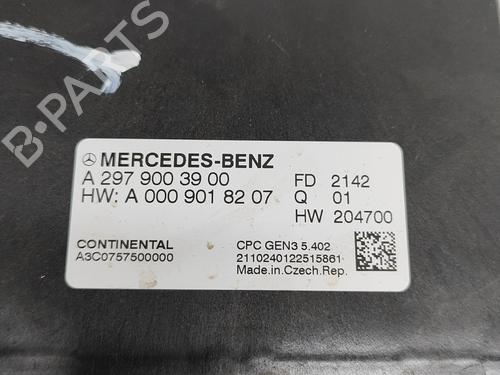 MERCEDES-BENZ
A 297 900 39 00 FD 2142
HW: A 000 901 82 07 Q 01
HW 204700
CONTINENTAL CPC GEN3 5.402
A3C0757500000 2110240122515861
Made in Czech Rep.
B-PARTS